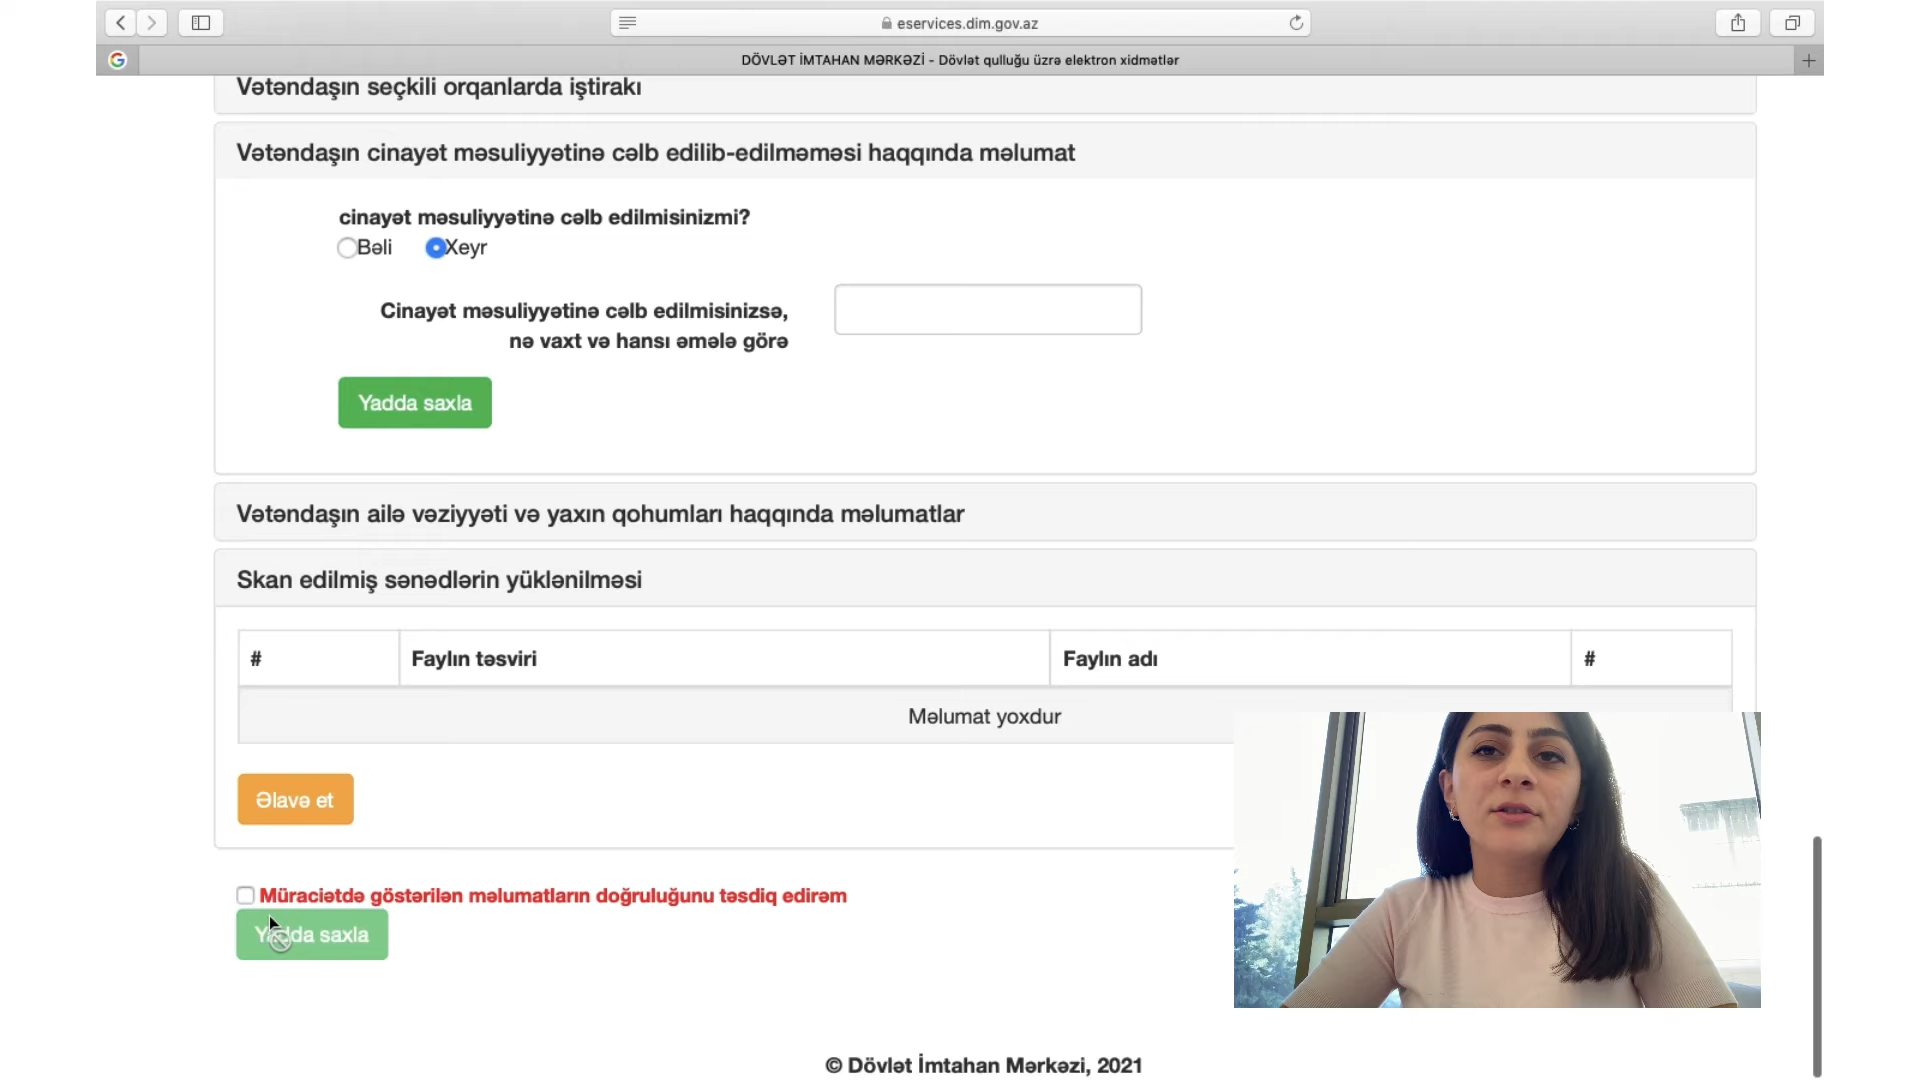 eservices.dim.gov.az
DÖVLƏT İMTAHAN MƏRKƏZİ - Dövlət qulluğu üzrə elektron xidmətlər
Vətəndaşın seçkili orqanlarda iştirakı
Vətəndaşın cinayət məsuliyyətinə cəlb edilib-edilməməsi haqqında məlumat
cinayət məsuliyyətinə cəlb edilmisinizmi?
Bəli Xeyr
Cinayət məsuliyyətinə cəlb edilmisinizsə,
nə vaxt və hansı əmələ görə
Yadda saxla
Vətəndaşın ailə vəziyyəti və yaxın qohumları haqqında məlumatlar
Skan edilmiş sənədlərin yüklənilməsi
# Faylın təsviri Faylın adı #
Məlumat yoxdur
Əlavə et
Müraciətdə göstərilən məlumatların doğruluğunu təsdiq edirəm
Yadda saxla
© Dövlət İmtahan Mərkəzi, 2021